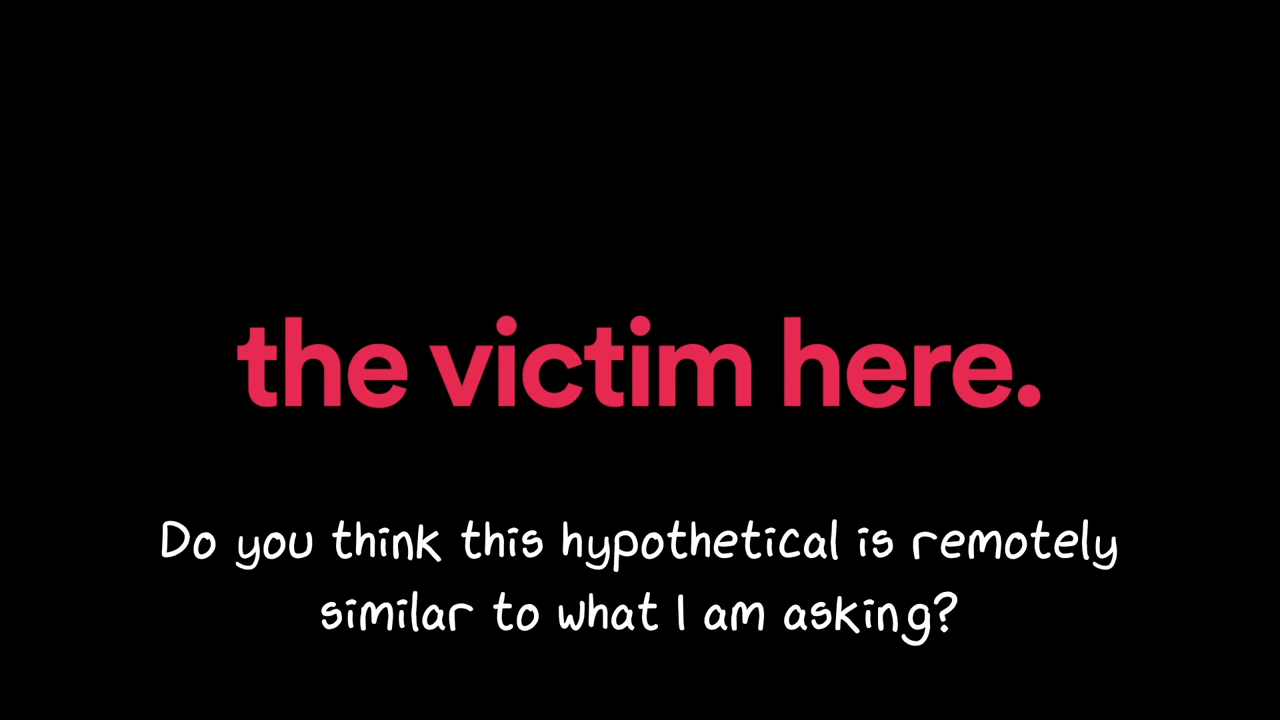 the victim here.
Do you think this hypothetical is remotely
similar to what I am asking?